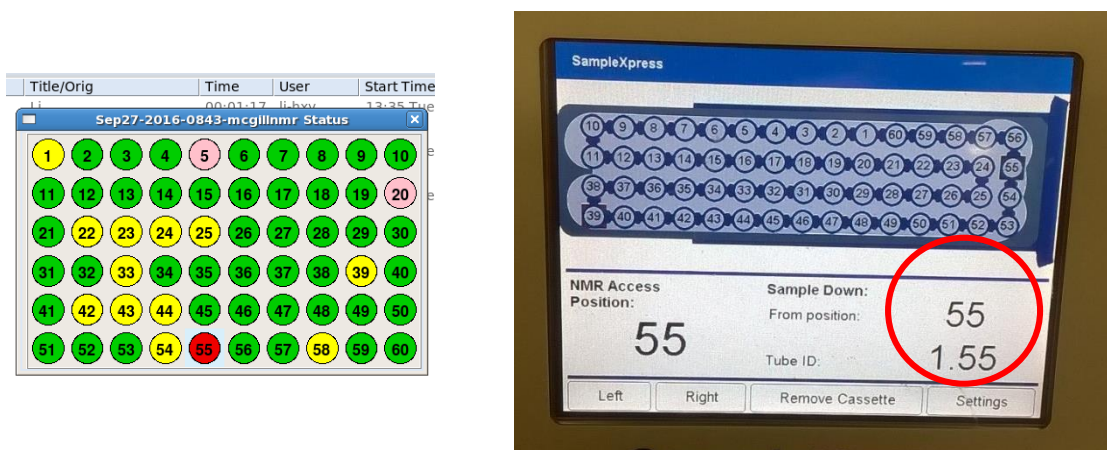 Title/Orig Time User Start Time
Li 00:01:17 li-hxy 13:35 Tue
Sep27-2016-0843-mcgillnmr Status
1 2 3 4 5 6 7 8 9 10
11 12 13 14 15 16 17 18 19 20
21 22 23 24 25 26 27 28 29 30
31 32 33 34 35 36 37 38 39 40
41 42 43 44 45 46 47 48 49 50
51 52 53 54 55 56 57 58 59 60
SampleXpress
10 9 8 7 6 5 4 3 2 1 60 59 58 57 56
11 12 13 14 15 16 17 18 19 20 21 22 23 24 55
38 37 36 35 34 33 32 31 30 29 28 27 26 25 54
39 40 41 42 43 44 45 46 47 48 49 50 51 52 53
NMR Access
Position:
55
Sample Down:
From position: 55
Tube ID: 1.55
Left Right Remove Cassette Settings